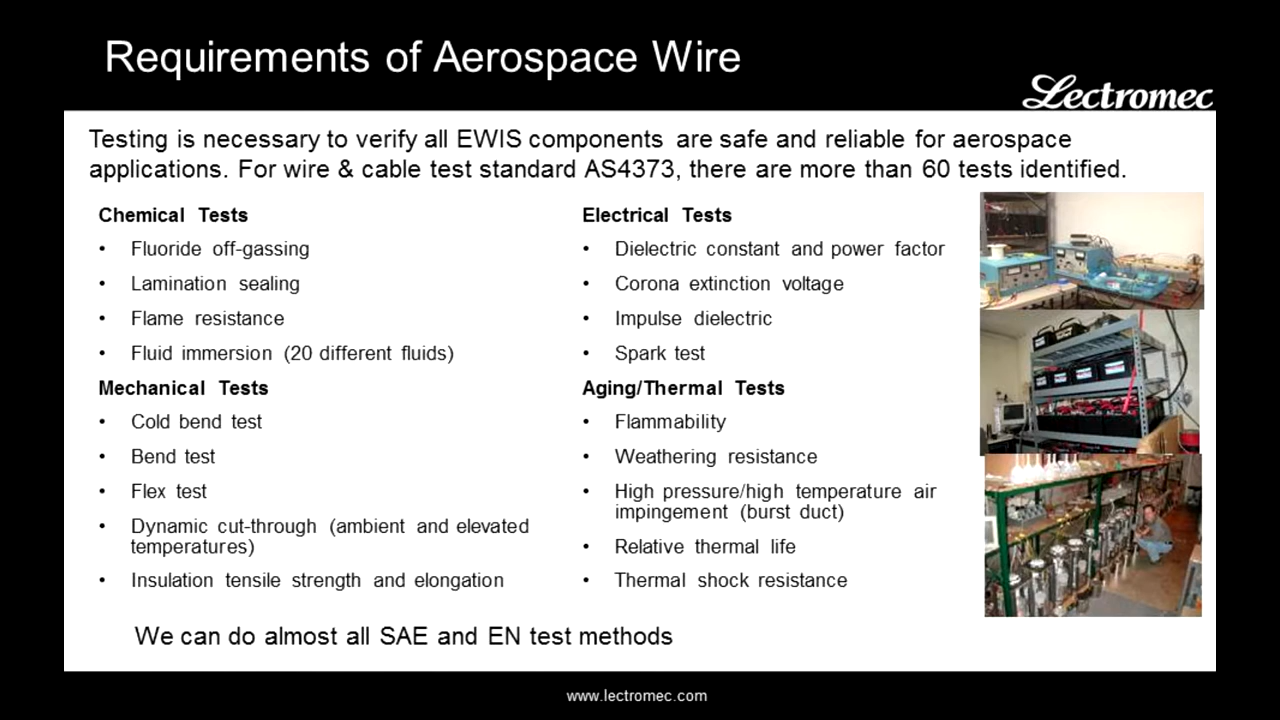 Requirements of Aerospace Wire
Lectromec
Testing is necessary to verify all EWIS components are safe and reliable for aerospace
applications. For wire & cable test standard AS4373, there are more than 60 tests identified.
Chemical Tests
• Fluoride off-gassing
• Lamination sealing
• Flame resistance
• Fluid immersion (20 different fluids)
Mechanical Tests
• Cold bend test
• Bend test
• Flex test
• Dynamic cut-through (ambient and elevated
temperatures)
• Insulation tensile strength and elongation
Electrical Tests
• Dielectric constant and power factor
• Corona extinction voltage
• Impulse dielectric
• Spark test
Aging/Thermal Tests
• Flammability
• Weathering resistance
• High pressure/high temperature air
impingement (burst duct)
• Relative thermal life
• Thermal shock resistance
We can do almost all SAE and EN test methods
www.lectromec.com